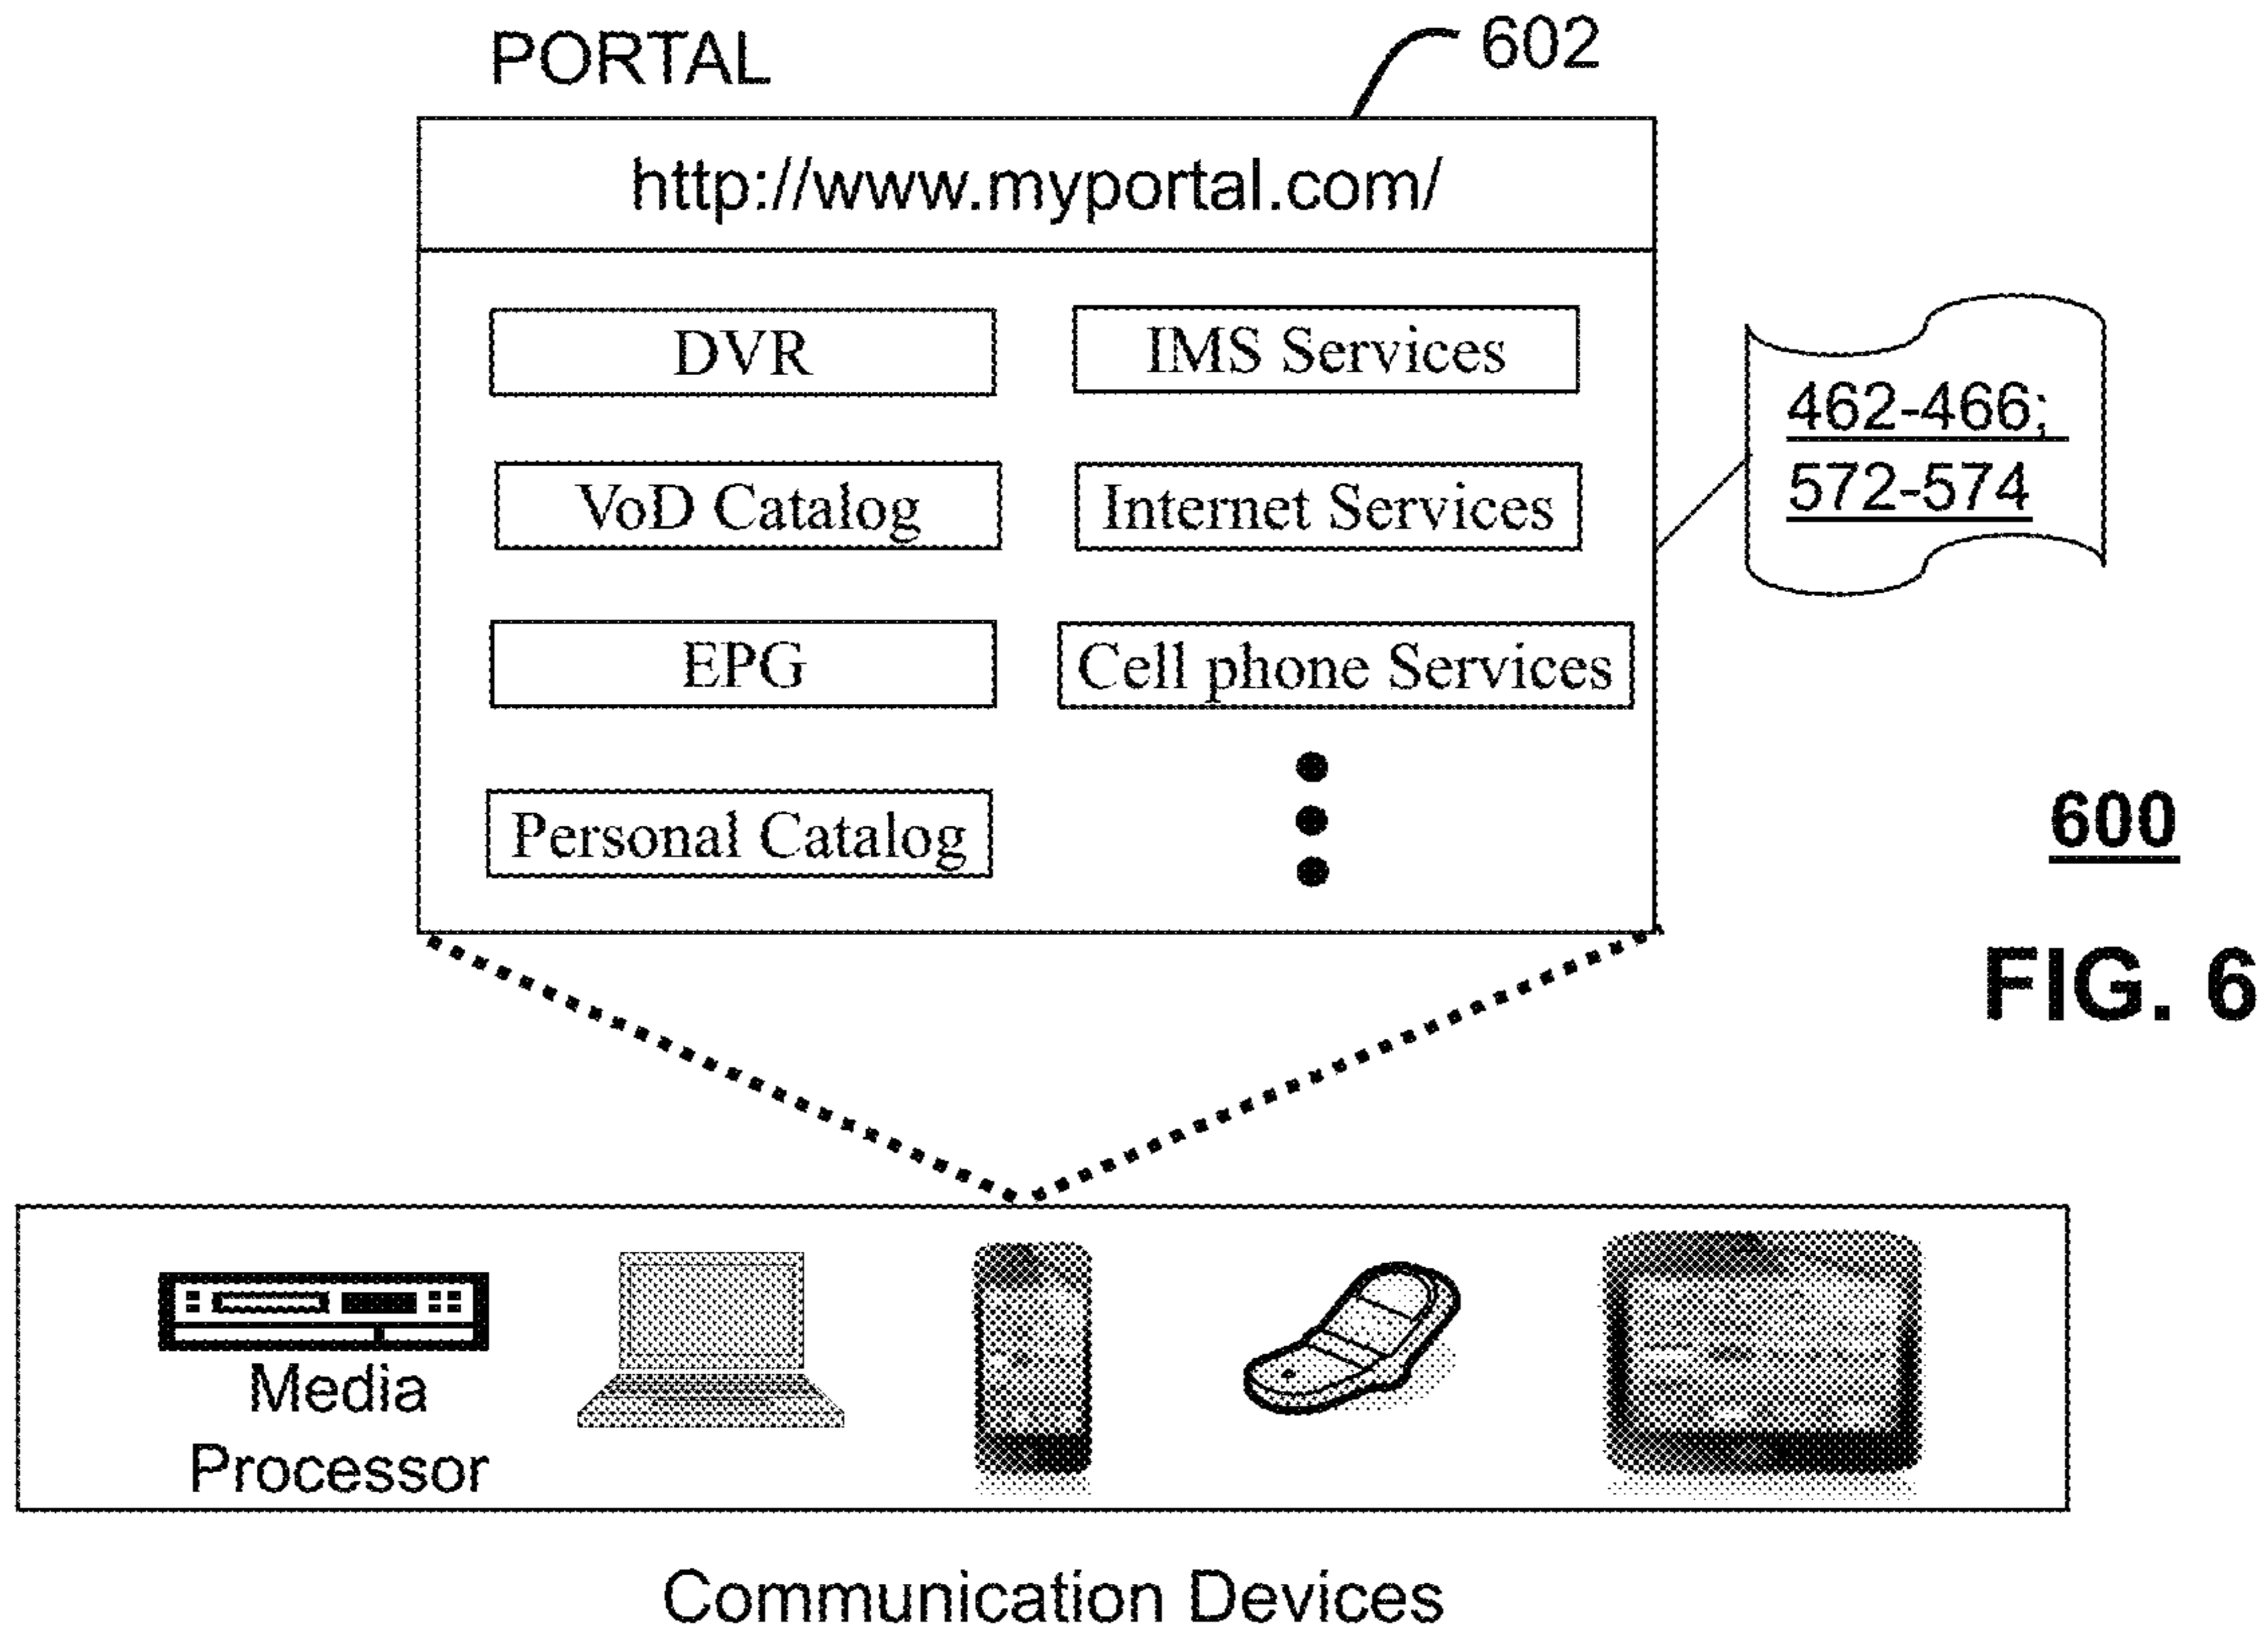 PORTAL
602
http://www.myportal.com/
DVR
IMS Services
VoD Catalog
Internet Services
EPG
Cell phone Services
Personal Catalog
462-466;
572-574
600
FIG. 6
Media
Processor
Communication Devices